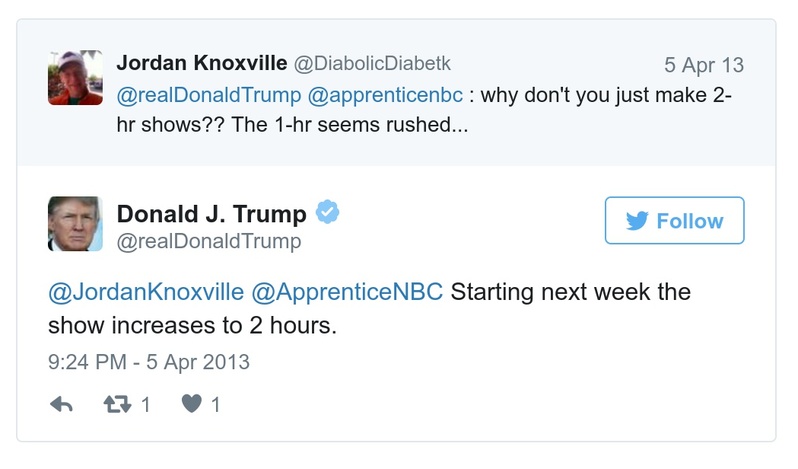 Jordan Knoxville @DiabolicDiabetk 5 Apr 13
@realDonaldTrump @apprenticenbc : why don't you just make 2-
hr shows?? The 1-hr seems rushed...
Donald J. Trump
@realDonaldTrump
Follow
@JordanKnoxville @ApprenticeNBC Starting next week the
show increases to 2 hours.
9:24 PM - 5 Apr 2013
1 1